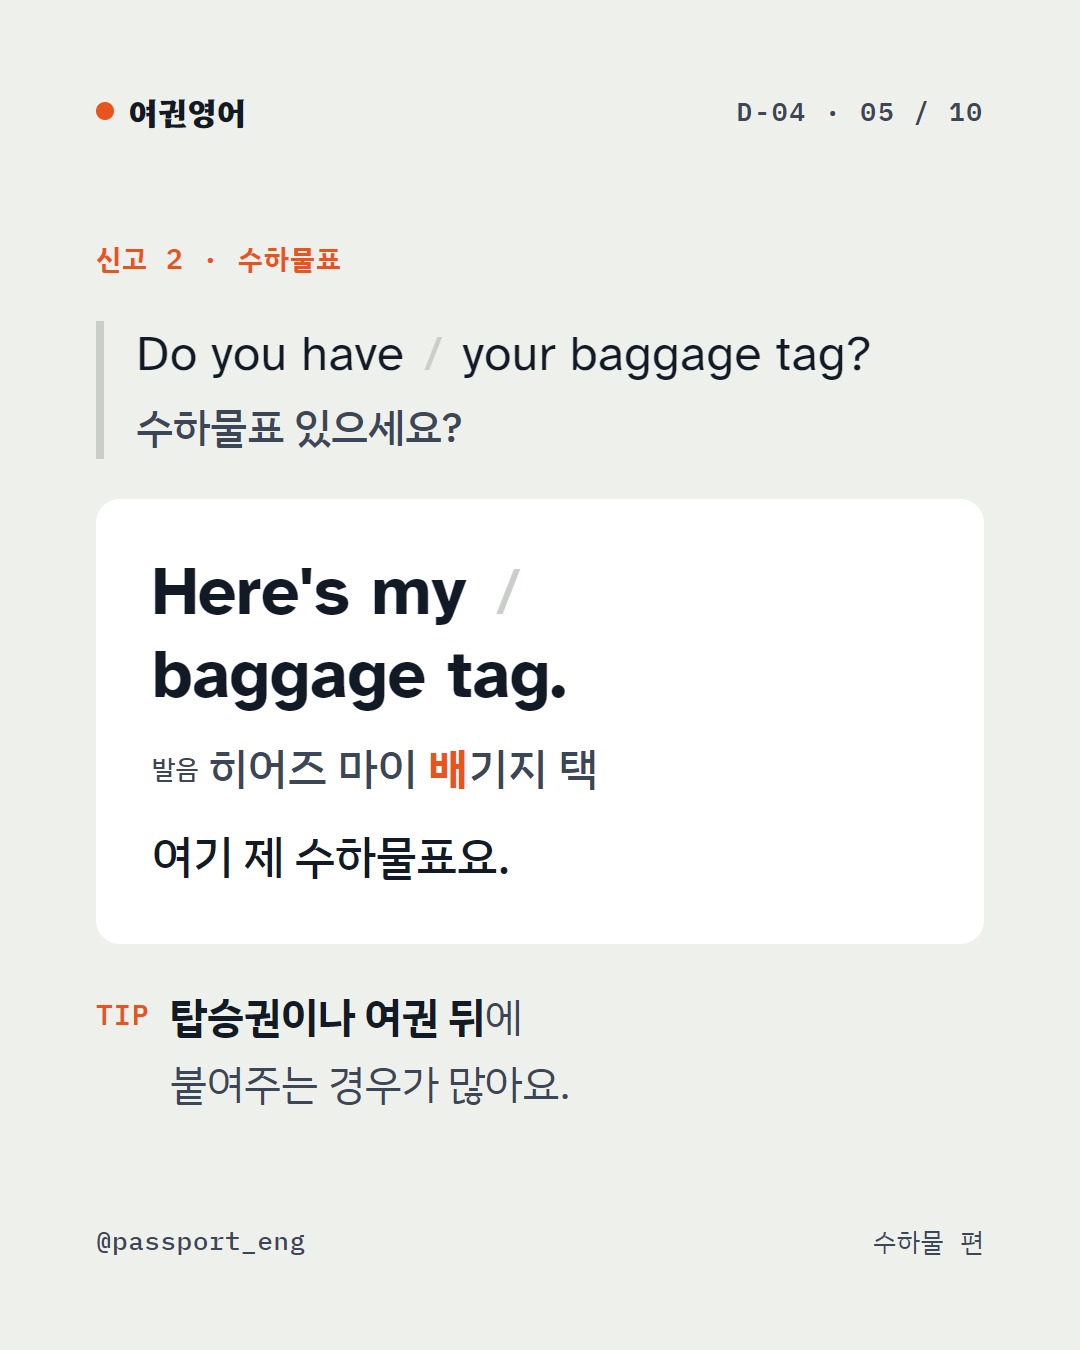 여권영어
D-04 · 05 / 10
신고 2 · 수하물표
Do you have / your baggage tag?
수하물표 있으세요?
Here's my /
baggage tag.
발음 히어즈 마이 배기지 택
여기 제 수하물표요.
TIP 탑승권이나 여권 뒤에
붙여주는 경우가 많아요.
@passport_eng
수하물 편